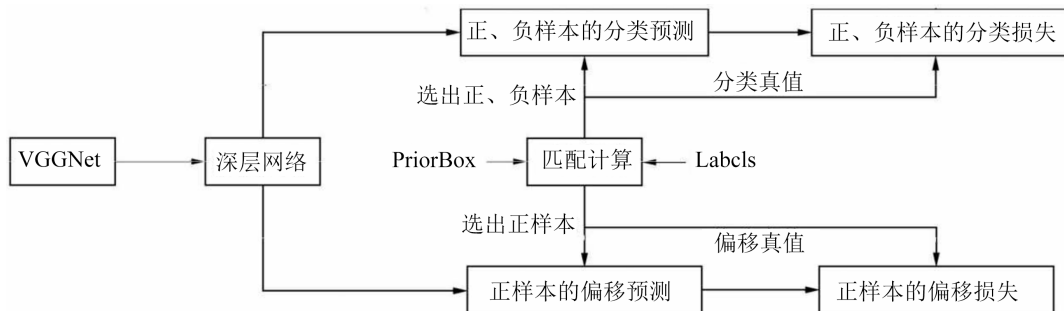 正、负样本的分类预测
正、负样本的分类损失
选出正、负样本
分类真值
VGGNet
深层网络
PriorBox
匹配计算
Labcls
选出正样本
偏移真值
正样本的偏移预测
正样本的偏移损失